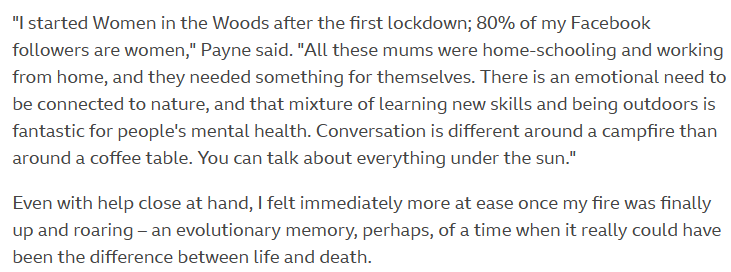 "I started Women in the Woods after the first lockdown; 80% of my Facebook
followers are women," Payne said. "All these mums were home-schooling and working
from home, and they needed something for themselves. There is an emotional need to
be connected to nature, and that mixture of learning new skills and being outdoors is
fantastic for people's mental health. Conversation is different around a campfire than
around a coffee table. You can talk about everything under the sun."
Even with help close at hand, I felt immediately more at ease once my fire was finally
up and roaring – an evolutionary memory, perhaps, of a time when it really could have
been the difference between life and death.